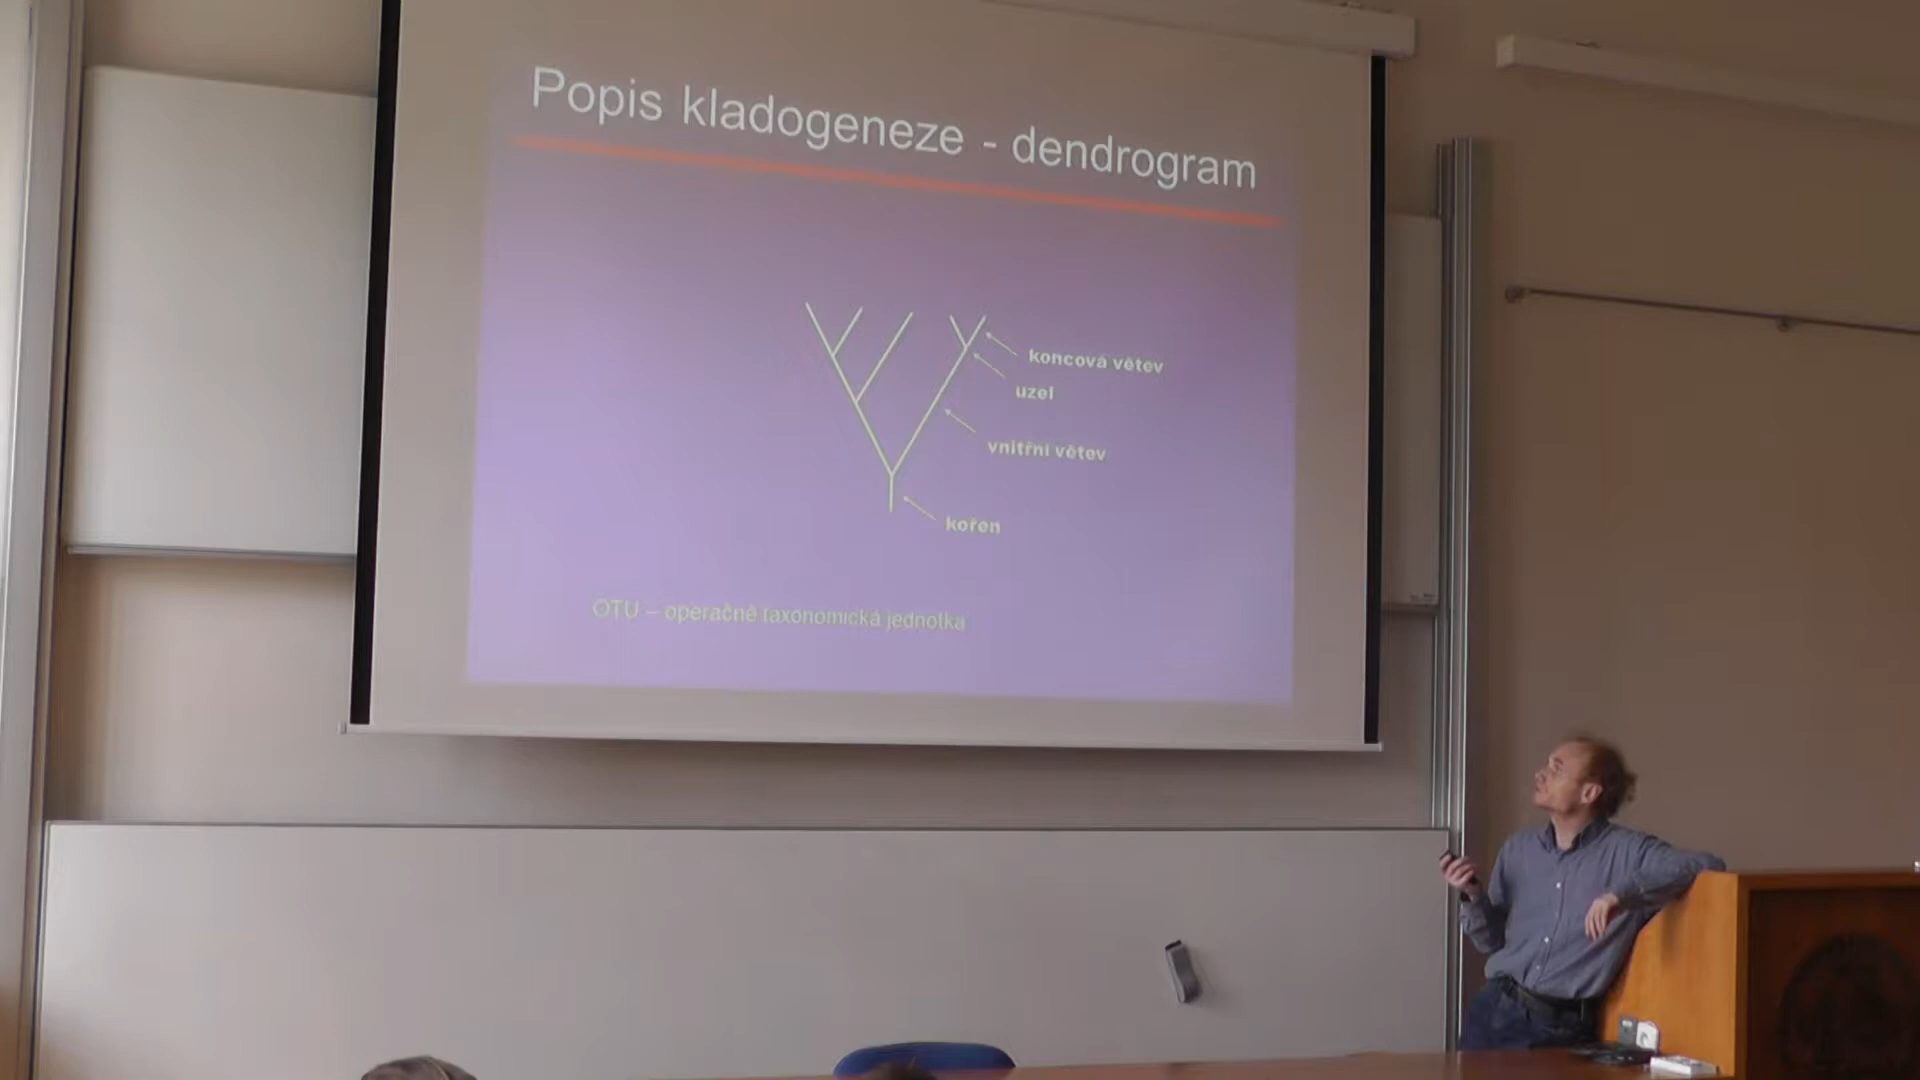 Popis kladogeneze - dendrogram
koncová větev
uzel
vnitřní větev
kořen
OTU – operačně taxonomická jednotka